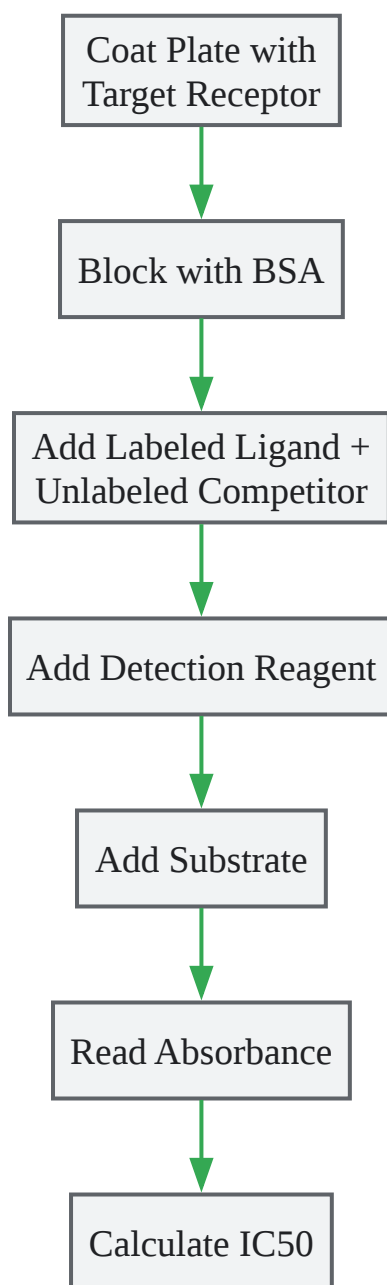 Coat Plate with
Target Receptor
Block with BSA
Add Labeled Ligand +
Unlabeled Competitor
Add Detection Reagent
Add Substrate
Read Absorbance
Calculate IC50